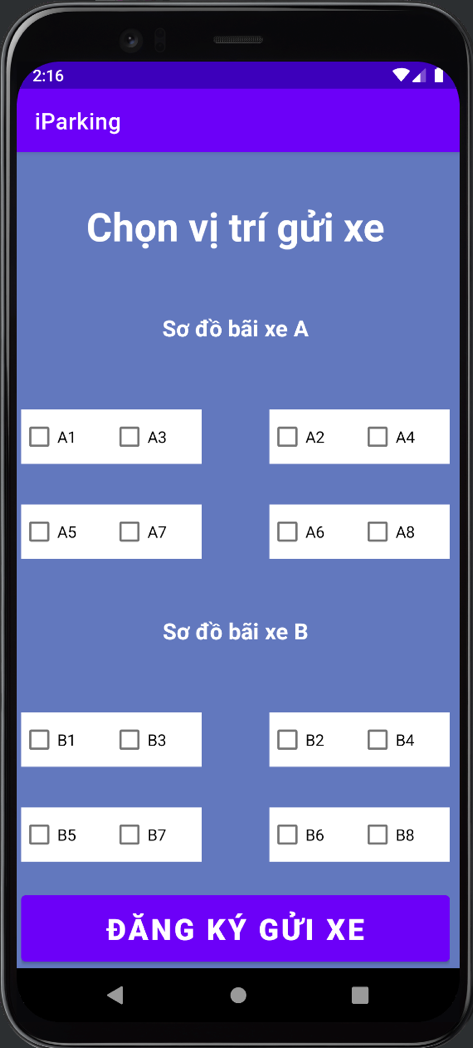 2:16
iParking
Chọn vị trí gửi xe
Sơ đồ bãi xe A
A1 A3 A2 A4
A5 A7 A6 A8
Sơ đồ bãi xe B
B1 B3 B2 B4
B5 B7 B6 B8
ĐĂNG KÝ GỬI XE